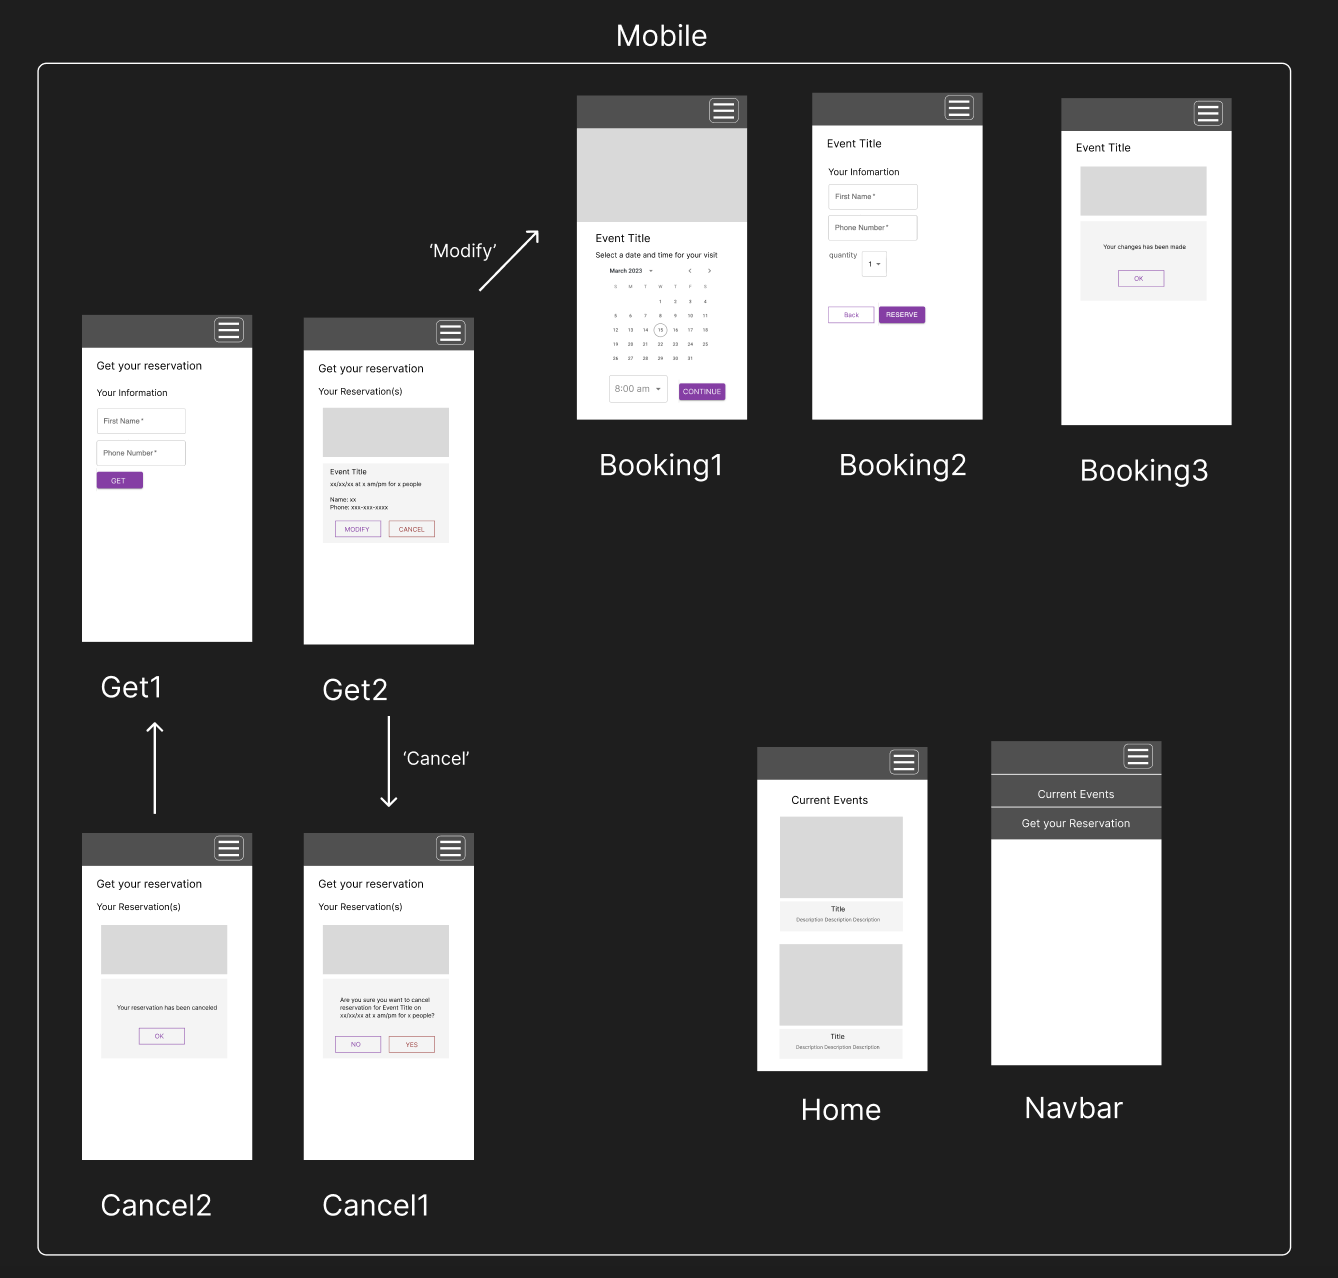 Mobile
Event Title
Select a date and time for your visit
March 2023
S M T W T F S
1 2 3 4
5 6 7 8 9 10 11
12 13 14 15 16 17 18
19 20 21 22 23 24 25
26 27 28 29 30 31
8:00 am
CONTINUE
Booking1
Event Title
Your Infomartion
First Name*
Phone Number*
quantity
1
Back
RESERVE
Booking2
Event Title
Your changes has been made
OK
Booking3
‘Modify’
Get your reservation
Your Information
First Name*
Phone Number*
GET
Get1
Get your reservation
Your Reservation(s)
Event Title
xx/xx/xx at x am/pm for x people
Name: xx
Phone: xxx-xxx-xxxx
MODIFY
CANCEL
Get2
‘Cancel’
Get your reservation
Your Reservation(s)
Your reservation has been canceled
OK
Cancel2
Get your reservation
Your Reservation(s)
Are you sure you want to cancel
reservation for Event Title on
xx/xx/xx at x am/pm for x people?
NO
YES
Cancel1
Current Events
Title
Description Description Description
Title
Description Description Description
Home
Current Events
Get your Reservation
Navbar